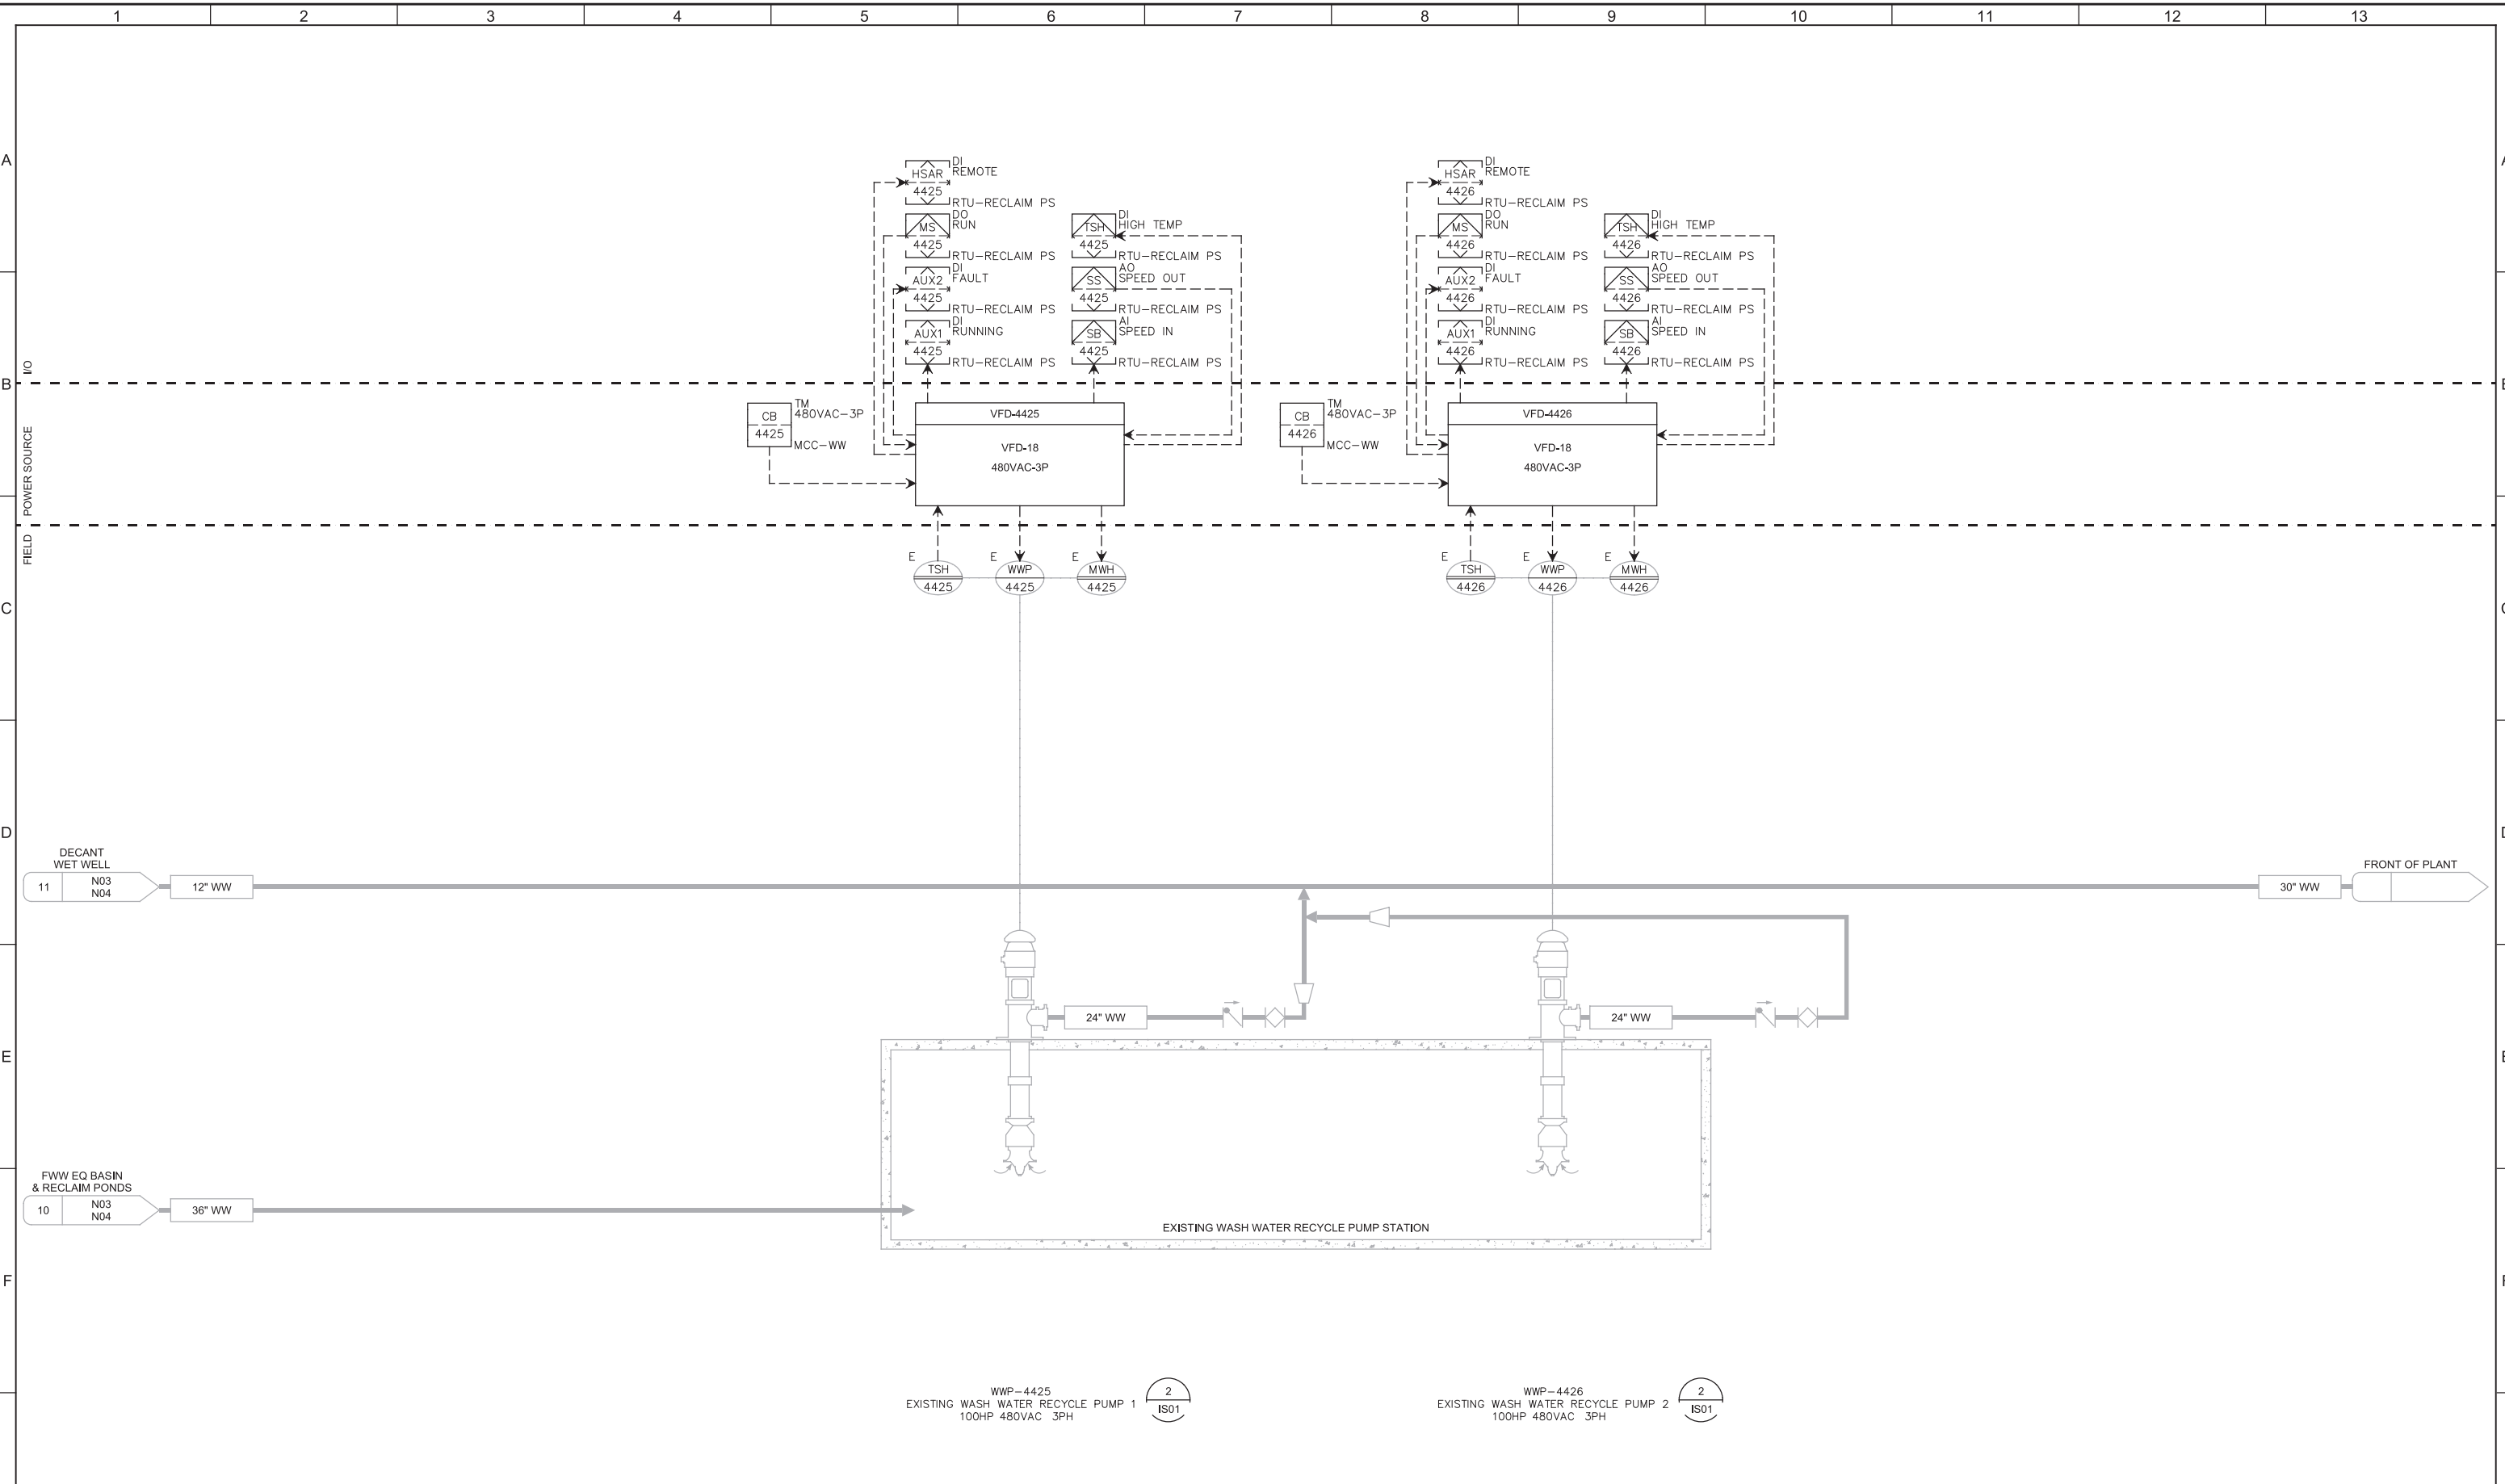 1 2 3 4 5 6 7 8 9 10 11 12 13
A
B
C
D
E
F
I/O
POWER SOURCE
FIELD
HSAR
4425
DI
REMOTE
RTU-RECLAIM PS
MS
4425
DO
RUN
RTU-RECLAIM PS
AUX2
4425
DI
FAULT
RTU-RECLAIM PS
AUX1
4425
DI
RUNNING
RTU-RECLAIM PS
TSH
4425
DI
HIGH TEMP
RTU-RECLAIM PS
SS
4425
AO
SPEED OUT
RTU-RECLAIM PS
SB
4425
AI
SPEED IN
RTU-RECLAIM PS
HSAR
4426
DI
REMOTE
RTU-RECLAIM PS
MS
4426
DO
RUN
RTU-RECLAIM PS
AUX2
4426
DI
FAULT
RTU-RECLAIM PS
AUX1
4426
DI
RUNNING
RTU-RECLAIM PS
TSH
4426
DI
HIGH TEMP
RTU-RECLAIM PS
SS
4426
AO
SPEED OUT
RTU-RECLAIM PS
SB
4426
AI
SPEED IN
RTU-RECLAIM PS
CB
4425
TM
480VAC-3P
MCC-WW
VFD-4425
VFD-18
480VAC-3P
CB
4426
TM
480VAC-3P
MCC-WW
VFD-4426
VFD-18
480VAC-3P
E
TSH
4425
E
WWP
4425
E
MWH
4425
E
TSH
4426
E
WWP
4426
E
MWH
4426
DECANT
WET WELL
11
N03
N04
12" WW
30" WW
FRONT OF PLANT
24" WW
24" WW
FWW EQ BASIN
& RECLAIM PONDS
10
N03
N04
36" WW
EXISTING WASH WATER RECYCLE PUMP STATION
WWP-4425
EXISTING WASH WATER RECYCLE PUMP 1
100HP 480VAC 3PH
2
IS01
WWP-4426
EXISTING WASH WATER RECYCLE PUMP 2
100HP 480VAC 3PH
2
IS01